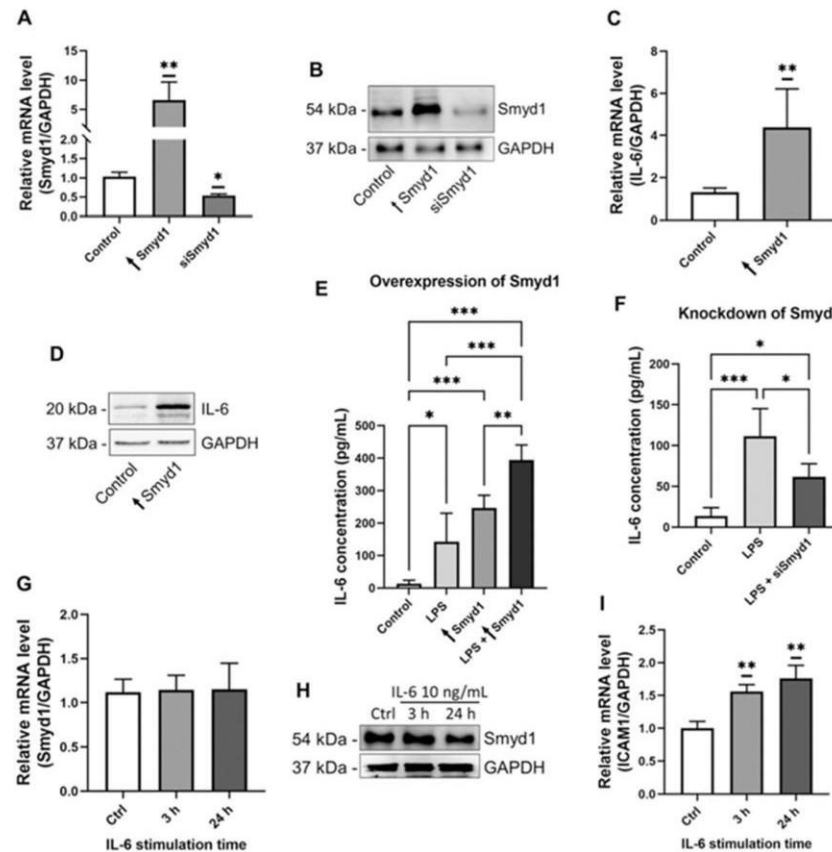 A
Relative mRNA level
(Smyd1/GAPDH)
15
10
5
2.0
1.5
1.0
0.5
0.0
**
*
Control
↑ Smyd1
siSmyd1
B
54 kDa -
Smyd1
37 kDa -
GAPDH
Control
↑ Smyd1
siSmyd1
C
Relative mRNA level
(IL-6/GAPDH)
8
6
4
2
0
**
Control
↑ Smyd1
D
20 kDa -
IL-6
37 kDa -
GAPDH
Control
↑ Smyd1
E
Overexpression of Smyd1
***
***
***
*
**
IL-6 concentration (pg/mL)
500
400
300
200
100
0
Control
LPS
↑ Smyd1
LPS + ↑ Smyd1
F
Knockdown of Smyd
*
***
*
IL-6 concentration (pg/mL)
200
150
100
50
0
Control
LPS
LPS + siSmyd1
G
Relative mRNA level
(Smyd1/GAPDH)
2.0
1.5
1.0
0.5
0.0
Ctrl
3 h
24 h
IL-6 stimulation time
H
IL-6 10 ng/mL
Ctrl 3 h 24 h
54 kDa -
Smyd1
37 kDa -
GAPDH
I
Relative mRNA level
(ICAM1/GAPDH)
2.5
2.0
1.5
1.0
0.5
0.0
**
**
Ctrl
3 h
24 h
IL-6 stimulation time